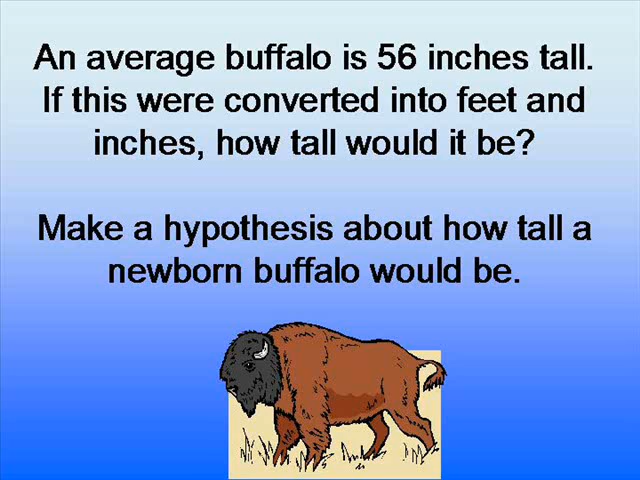 An average buffalo is 56 inches tall.
If this were converted into feet and
inches, how tall would it be?
Make a hypothesis about how tall a
newborn buffalo would be.